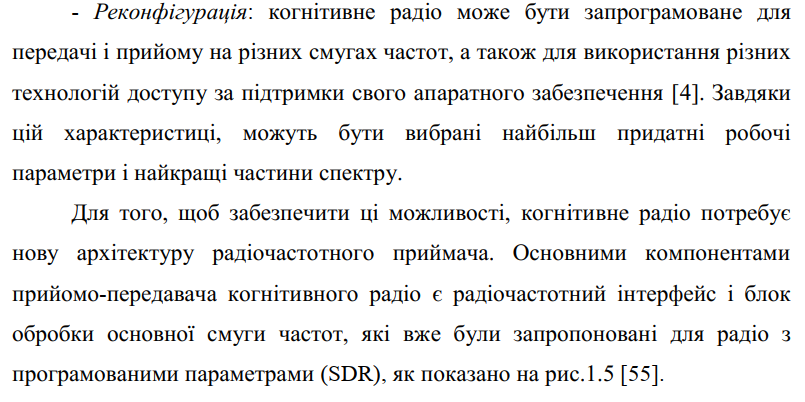 - Реконфігурація: когнітивне радіо може бути запрограмоване для
передачі і прийому на різних смугах частот, а також для використання різних
технологій доступу за підтримки свого апаратного забезпечення [4]. Завдяки
цій характеристиці, можуть бути вибрані найбільш придатні робочі
параметри і найкращі частини спектру.
Для того, щоб забезпечити ці можливості, когнітивне радіо потребує
нову архітектуру радіочастотного приймача. Основними компонентами
прийомо-передавача когнітивного радіо є радіочастотний інтерфейс і блок
обробки основної смуги частот, які вже були запропоновані для радіо з
програмованими параметрами (SDR), як показано на рис.1.5 [55].